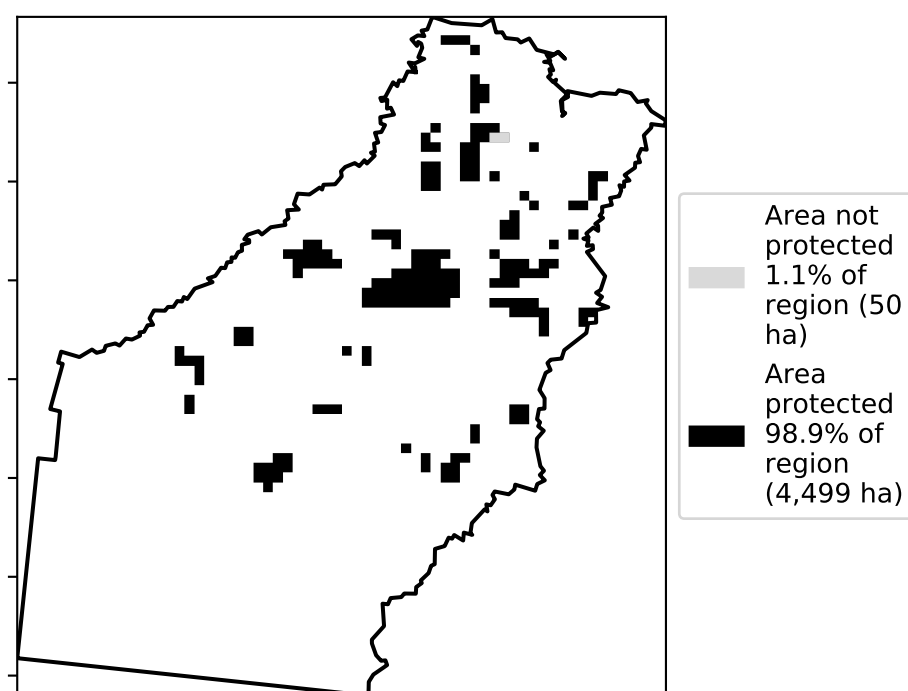 Area not
protected
1.1% of
region (50
ha)
Area
protected
98.9% of
region
(4,499 ha)